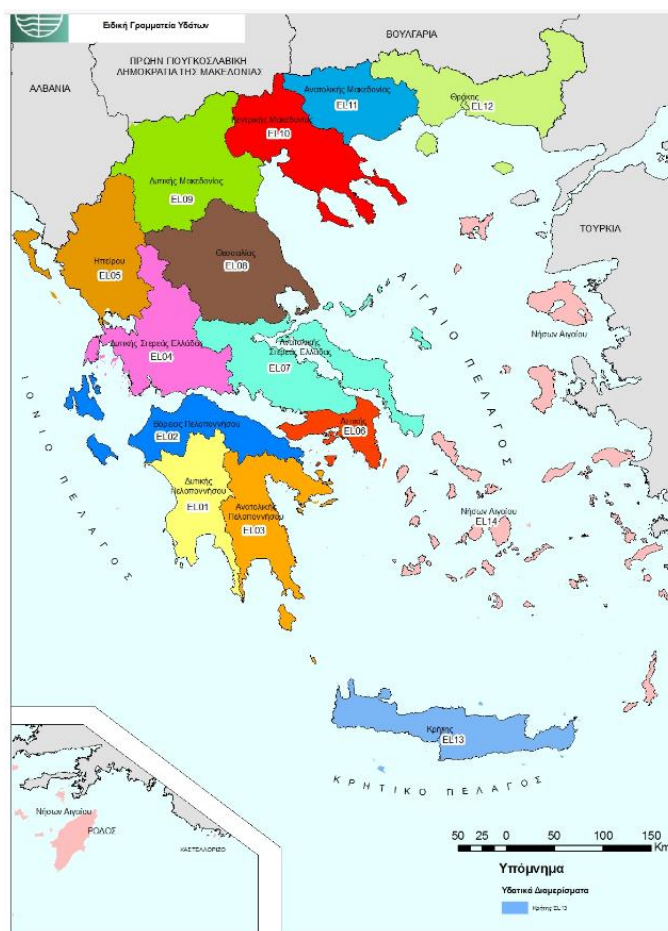 Ειδική Γραμματεία Υδάτων
ΒΟΥΛΓΑΡΙΑ
ΠΡΩΗΝ ΓΙΟΥΓΚΟΣΛΑΒΙΚΗ
ΔΗΜΟΚΡΑΤΙΑ ΤΗΣ ΜΑΚΕΔΟΝΙΑΣ
ΑΛΒΑΝΙΑ
Ανατολικής Μακεδονίας
EL11
Θράκης
EL12
Κεντρικής Μακεδονίας
EL10
Δυτικής Μακεδονίας
EL09
ΤΟΥΡΚΙΑ
Ηπείρου
EL05
Θεσσαλίας
EL08
ΑΙΓΑΙΟ ΠΕΛΑΓΟΣ
Νήσων Αιγαίου
Δυτικής Στερεάς Ελλάδας
EL04
Ανατολικής
Στερεάς Ελλάδας
EL07
ΙΟΝΙΟ ΠΕΛΑΓΟΣ
Βόρειας Πελοποννήσου
EL02
Αττικής
EL06
Δυτικής
Πελοποννήσου
EL01
Ανατολικής
Πελοποννήσου
EL03
Νήσων Αιγαίου
EL14
Κρήτης
EL13
ΚΡΗΤΙΚΟ ΠΕΛΑΓΟΣ
Νήσων Αιγαίου
ΡΟΔΟΣ
ΚΑΣΤΕΛΛΟΡΙΖΟ
50 25 0 50 100 150
Km
Υπόμνημα
Υδατικά Διαμερίσματα
Κρήτης EL13